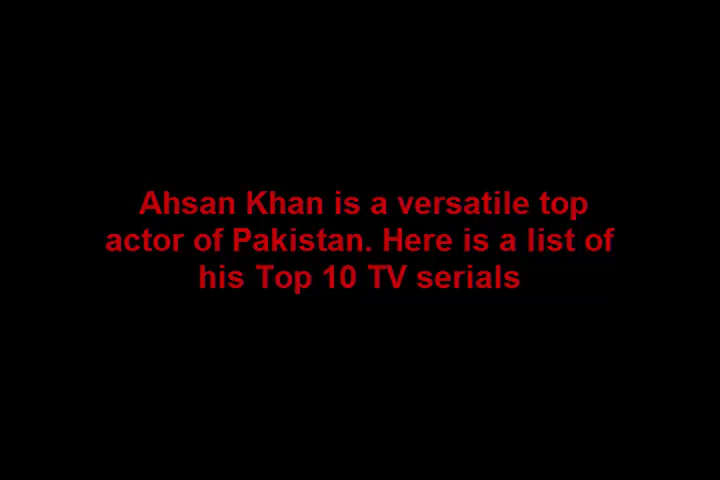 Ahsan Khan is a versatile top
actor of Pakistan. Here is a list of
his Top 10 TV serials